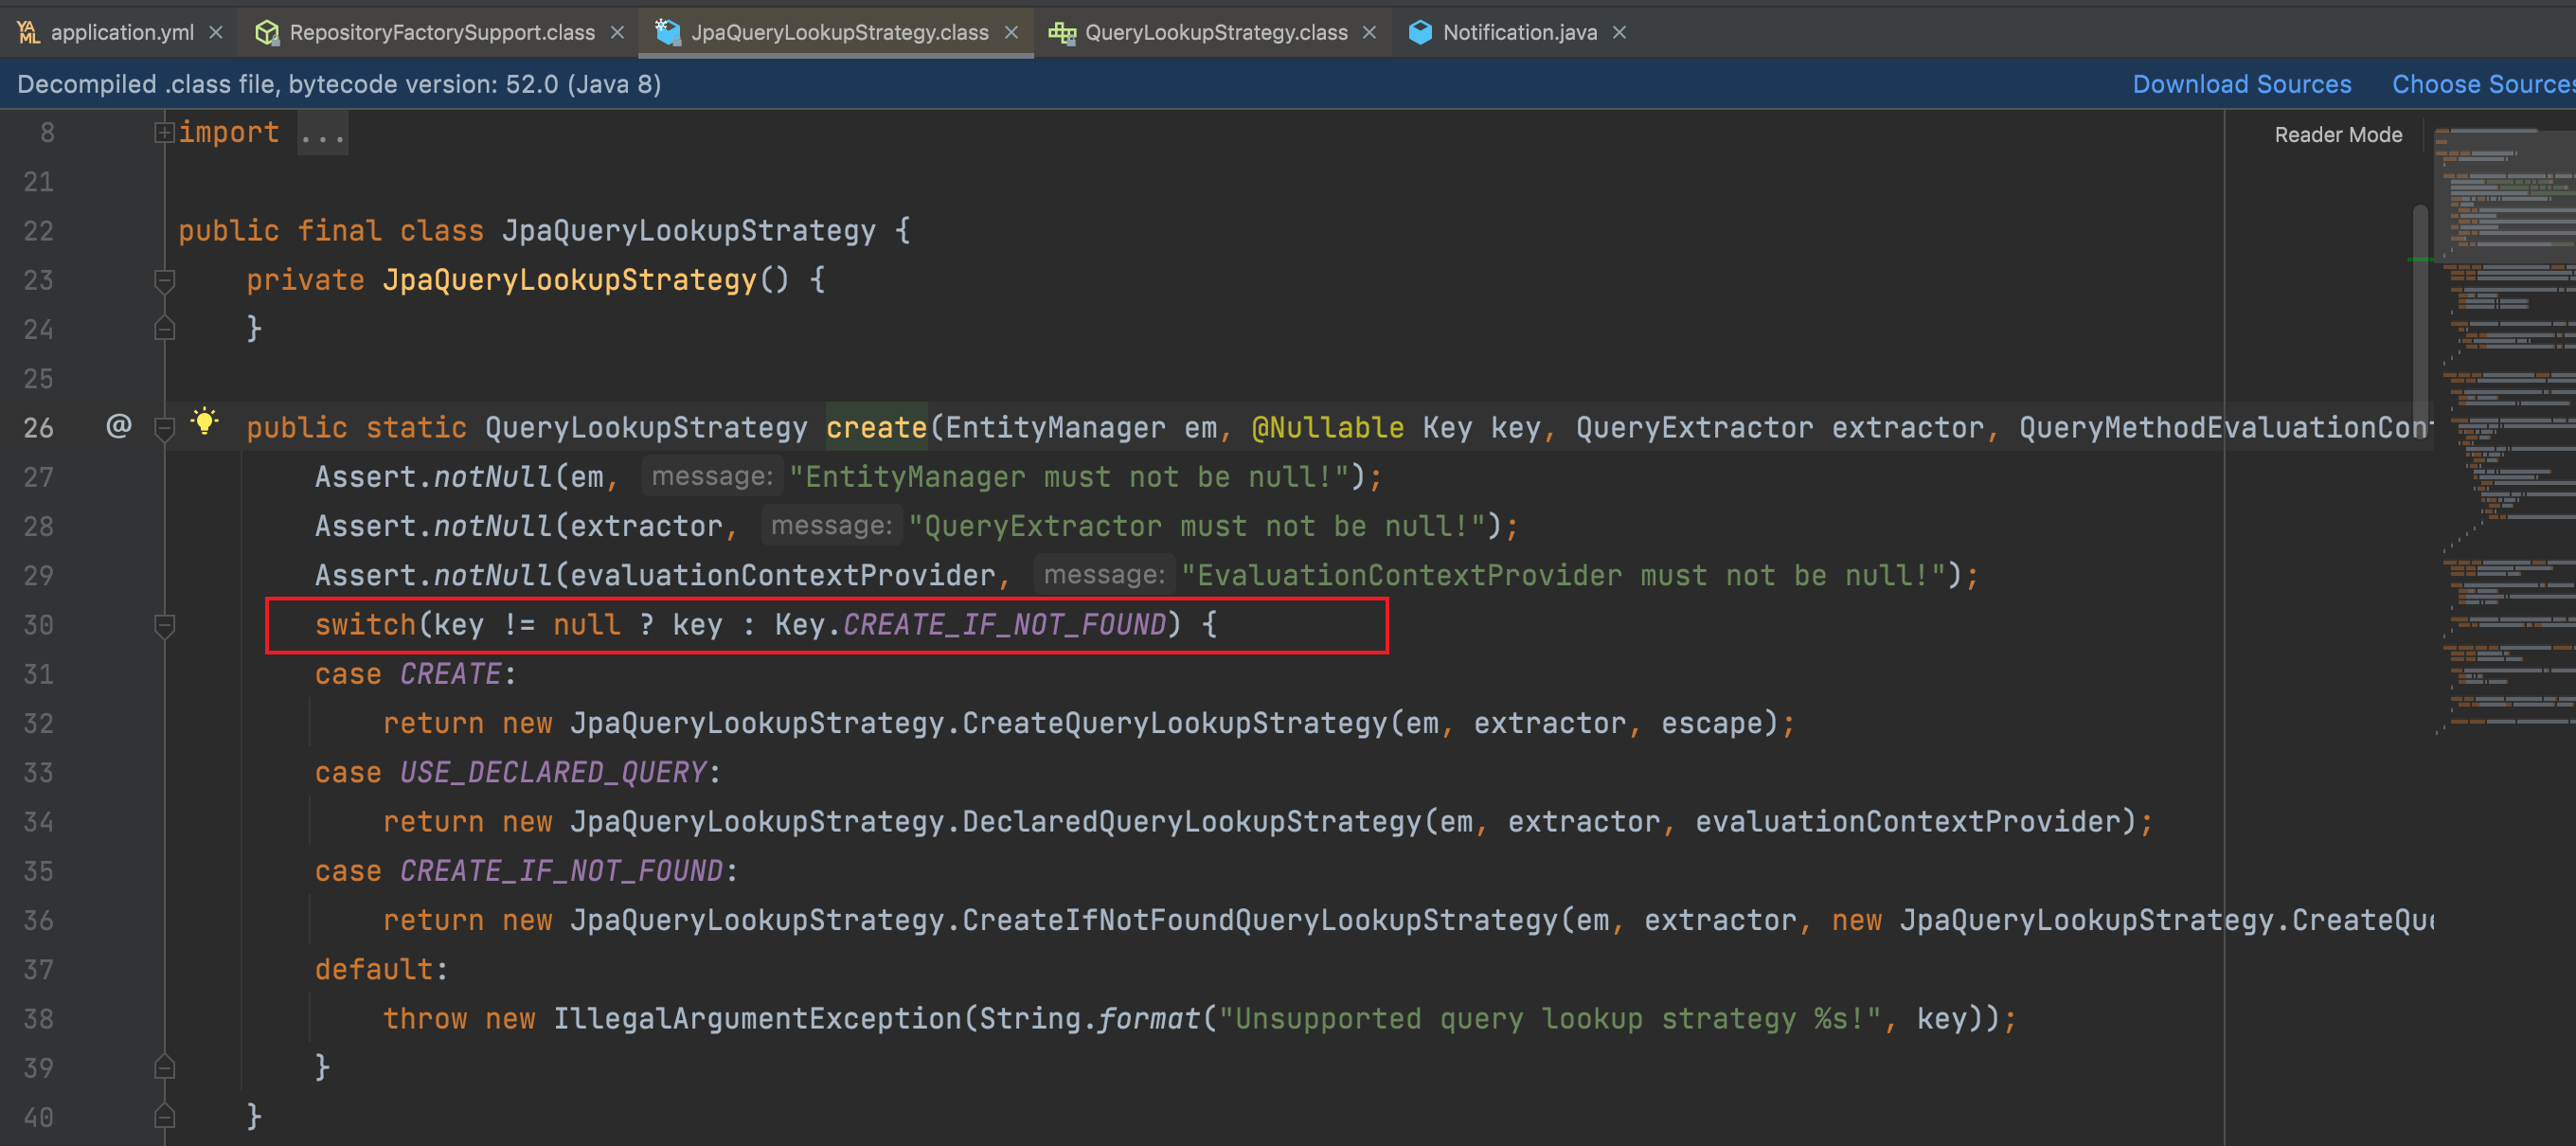 application.yml RepositoryFactorySupport.class JpaQueryLookupStrategy.class QueryLookupStrategy.class Notification.java
Decompiled .class file, bytecode version: 52.0 (Java 8) Download Sources Choose Sources
Reader Mode
8 import ...
21
22 public final class JpaQueryLookupStrategy {
23 private JpaQueryLookupStrategy() {
24 }
25
26 @ public static QueryLookupStrategy create(EntityManager em, @Nullable Key key, QueryExtractor extractor, QueryMethodEvaluationCont
27 Assert.notNull(em, message: "EntityManager must not be null!");
28 Assert.notNull(extractor, message: "QueryExtractor must not be null!");
29 Assert.notNull(evaluationContextProvider, message: "EvaluationContextProvider must not be null!");
30 switch(key != null ? key : Key.CREATE_IF_NOT_FOUND) {
31 case CREATE:
32 return new JpaQueryLookupStrategy.CreateQueryLookupStrategy(em, extractor, escape);
33 case USE_DECLARED_QUERY:
34 return new JpaQueryLookupStrategy.DeclaredQueryLookupStrategy(em, extractor, evaluationContextProvider);
35 case CREATE_IF_NOT_FOUND:
36 return new JpaQueryLookupStrategy.CreateIfNotFoundQueryLookupStrategy(em, extractor, new JpaQueryLookupStrategy.CreateQue
37 default:
38 throw new IllegalArgumentException(String.format("Unsupported query lookup strategy %s!", key));
39 }
40 }